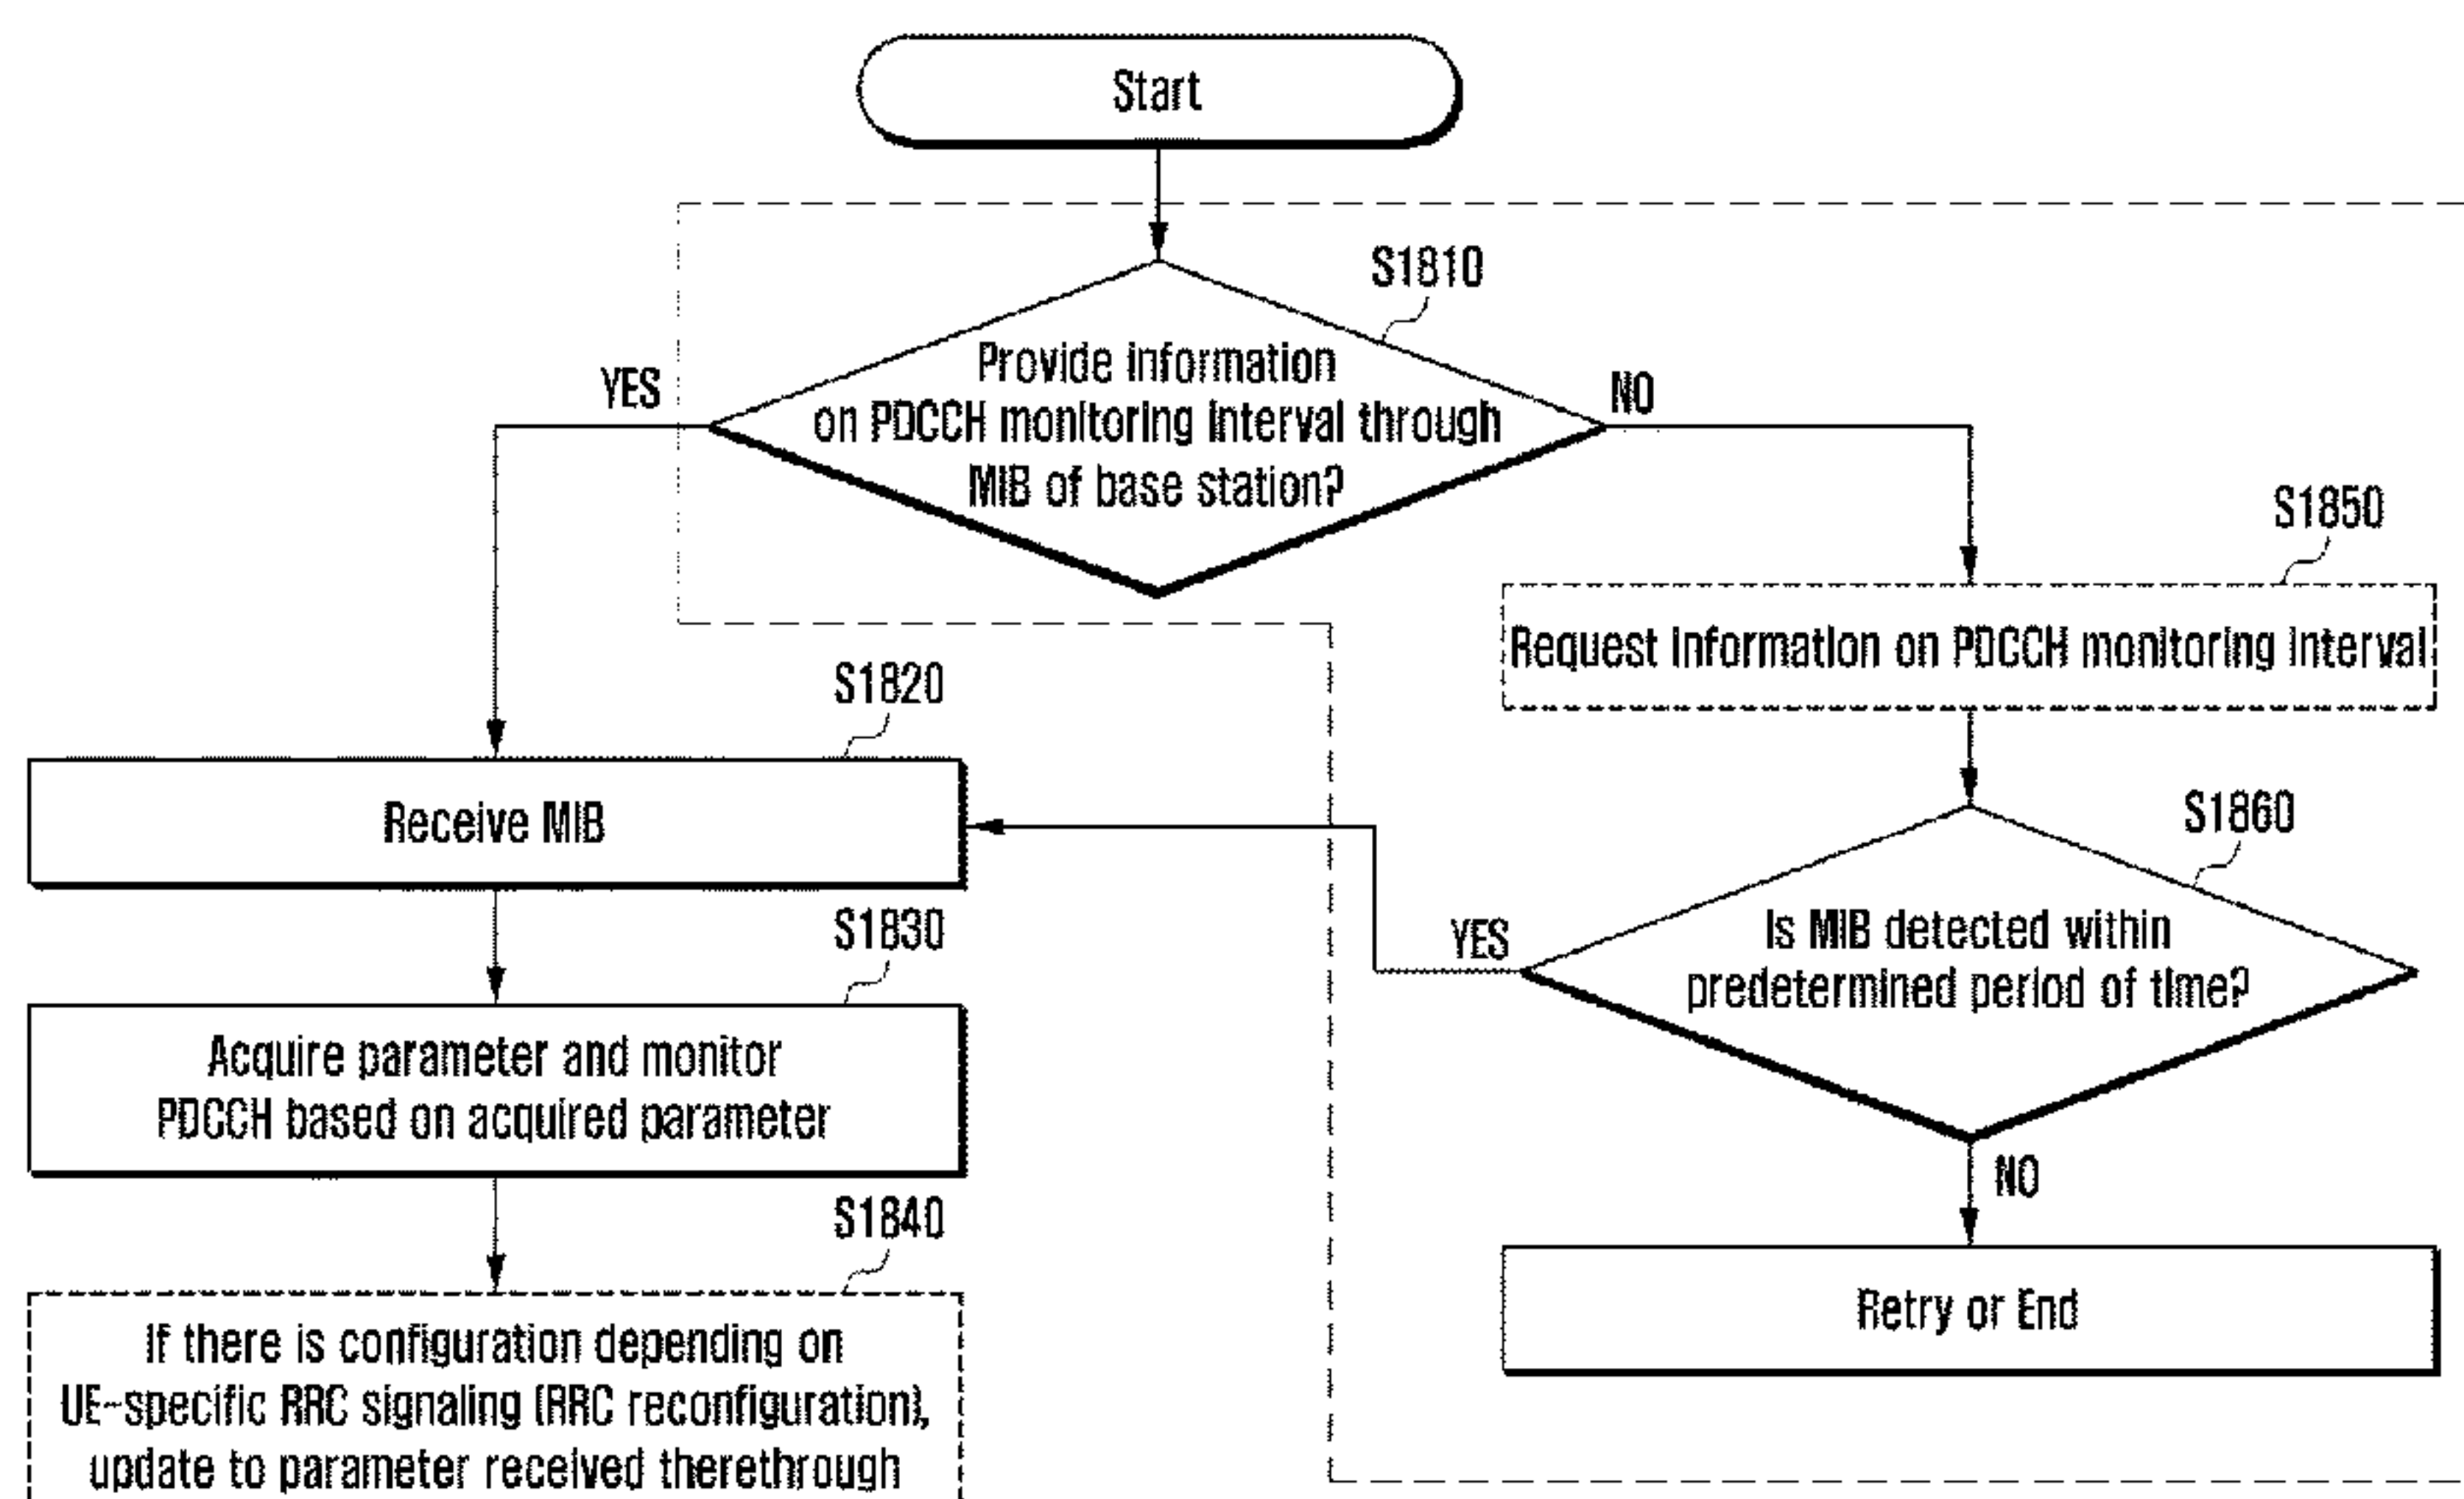 Start
S1810
Provide information
on PDCCH monitoring interval through
MIB of base station?
YES
NO
S1850
Request information on PDCCH monitoring interval
S1820
Receive MIB
S1860
Is MIB detected within
predetermined period of time?
YES
NO
S1830
Acquire parameter and monitor
PDCCH based on acquired parameter
Retry or End
S1840
If there is configuration depending on
UE-specific RRC signaling (RRC reconfiguration),
update to parameter received therethrough